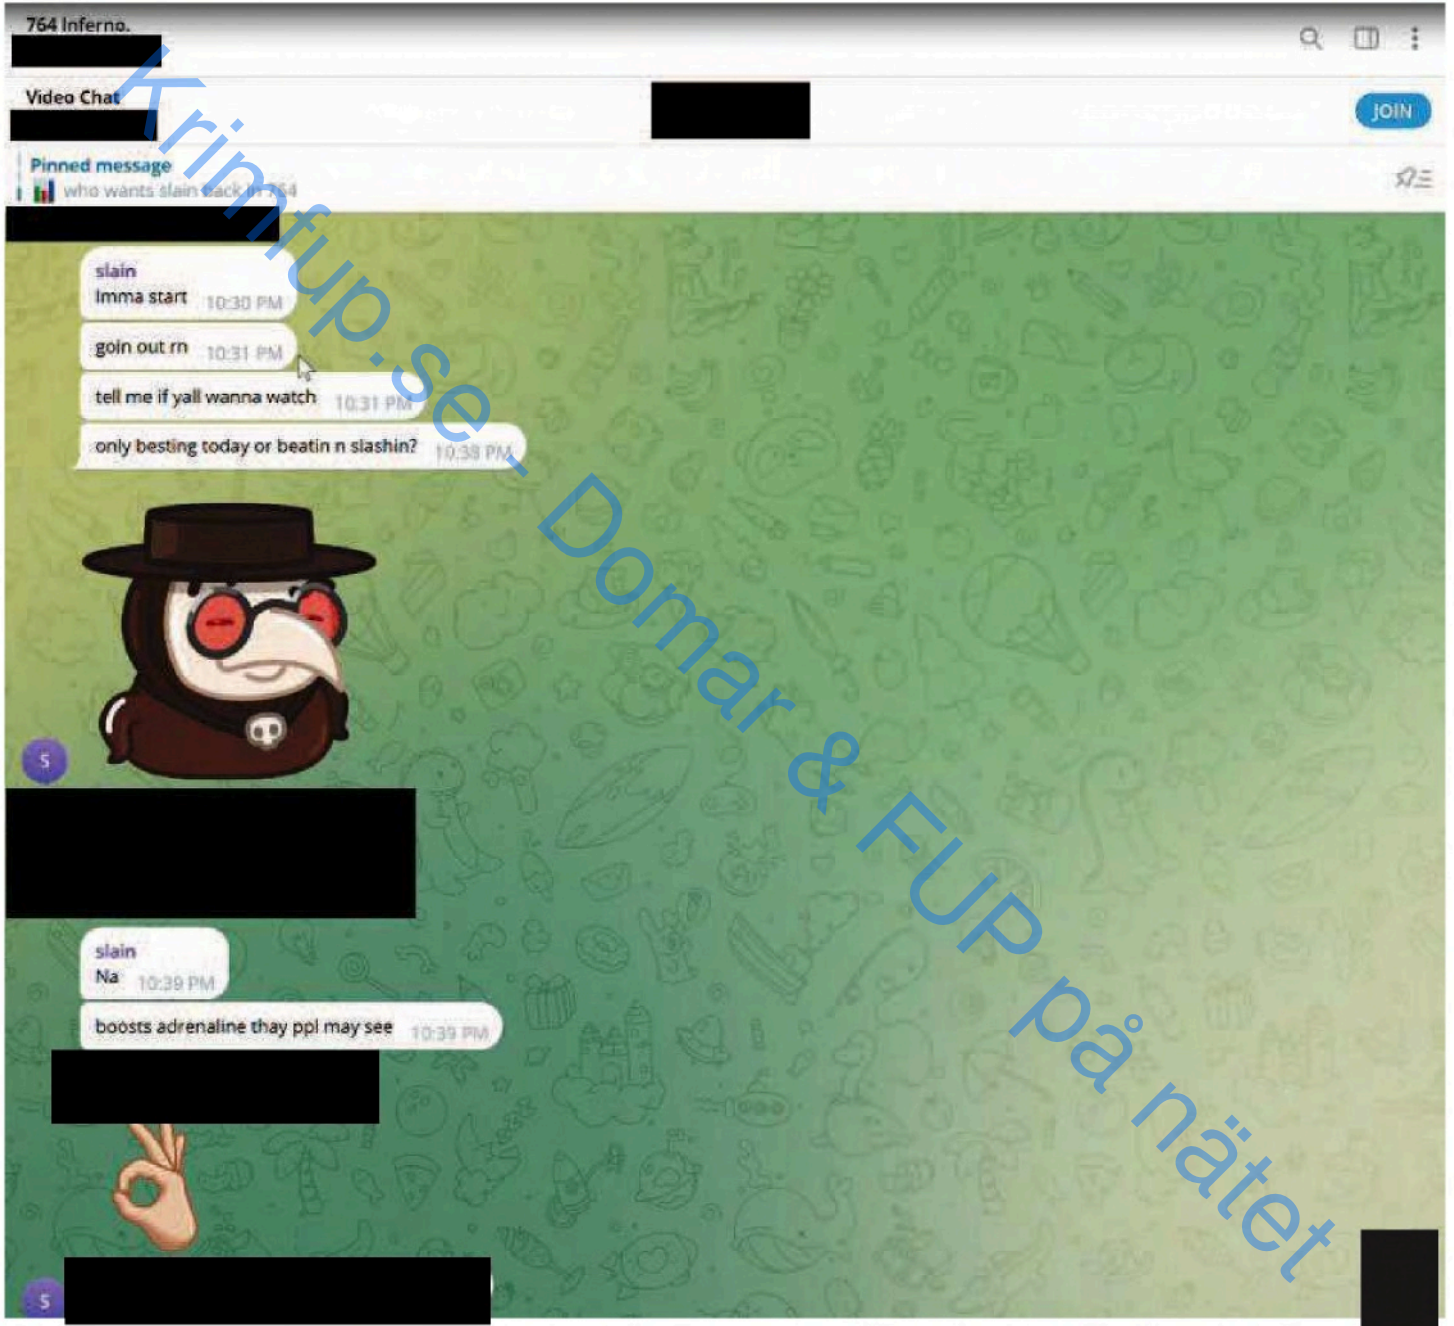 764 Inferno.
Video Chat
JOIN
Pinned message
who wants slain back in 764
slain
Imma start 10:30 PM
goin out rn 10:31 PM
tell me if yall wanna watch 10:31 PM
only besting today or beatin n slashin? 10:38 PM
S
slain
Na 10:39 PM
boosts adrenaline thay ppl may see 10:39 PM
S
Krimfup.se - Domar & FUP på nätet